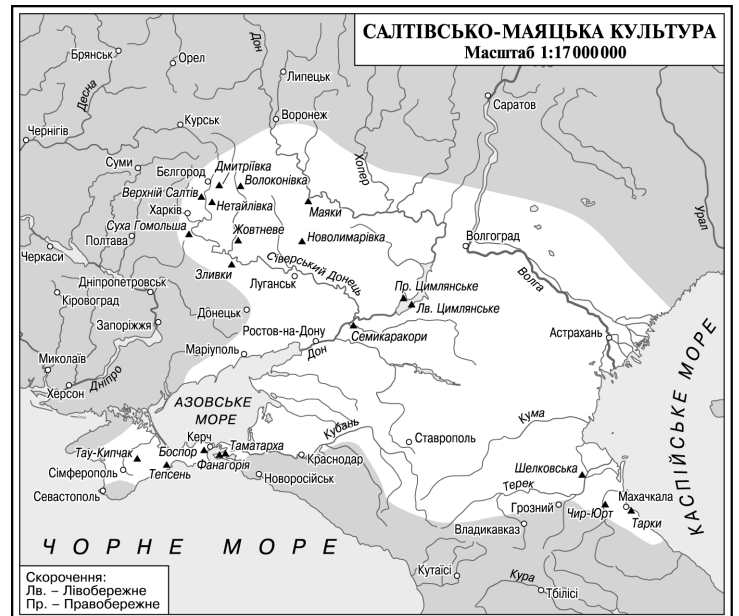 САЛТІВСЬКО-МАЯЦЬКА КУЛЬТУРА
Масштаб 1:17 000 000
Брянськ
Орел
Дон
Липецьк
Десна
Саратов
Воронеж
Курськ
Чернігів
Хопер
Суми
Дмитріївка
Бєлгород
Волоконівка
Верхній Салтів
Нетайлівка
Маяки
Урал
Харків
Суха Гомольша
Жовтневе
Новолимарівка
Волгоград
Полтава
Черкаси
Сіверський Донець
Волга
Зливки
Луганськ
Дніпропетровськ
Пр. Цимлянське
Кіровоград
Лв. Цимлянське
Донецьк
Запоріжжя
Ростов-на-Дону
Семикаракори
Астрахань
Маріуполь
Дон
Миколаїв
Дніпро
Херсон
АЗОВСЬКЕ
МОРЕ
КАСПІЙСЬКЕ МОРЕ
Кума
Кубань
Ставрополь
Керч
Таматарха
Тау-Кипчак
Боспор
Краснодар
Фанагорія
Шелковська
Сімферополь
Тепсень
Новоросійськ
Терек
Севастополь
Грозний
Махачкала
Чир-Юрт
Тарки
Владикавказ
ЧОРНЕ МОРЕ
Кутаїсі
Кура
Тбілісі
Скорочення:
Лв. – Лівобережне
Пр. – Правобережне